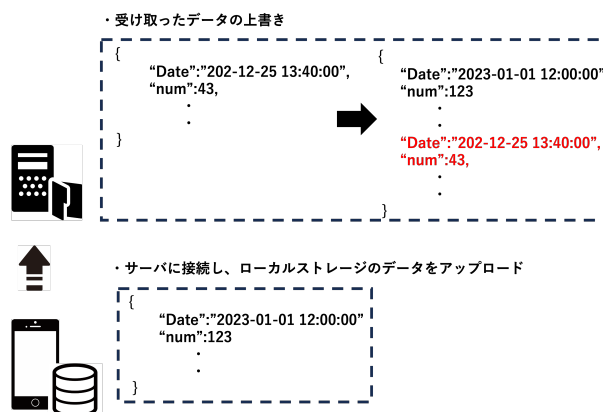 ・受け取ったデータの上書き
{
“Date”:”202-12-25 13:40:00”,
“num”:43,
・
・
}
{
“Date”:”2023-01-01 12:00:00”
“num”:123
・
・
“Date”:”202-12-25 13:40:00”,
“num”:43,
・
・
}
・サーバに接続し、ローカルストレージのデータをアップロード
{
“Date”:”2023-01-01 12:00:00”
“num”:123
・
・
}